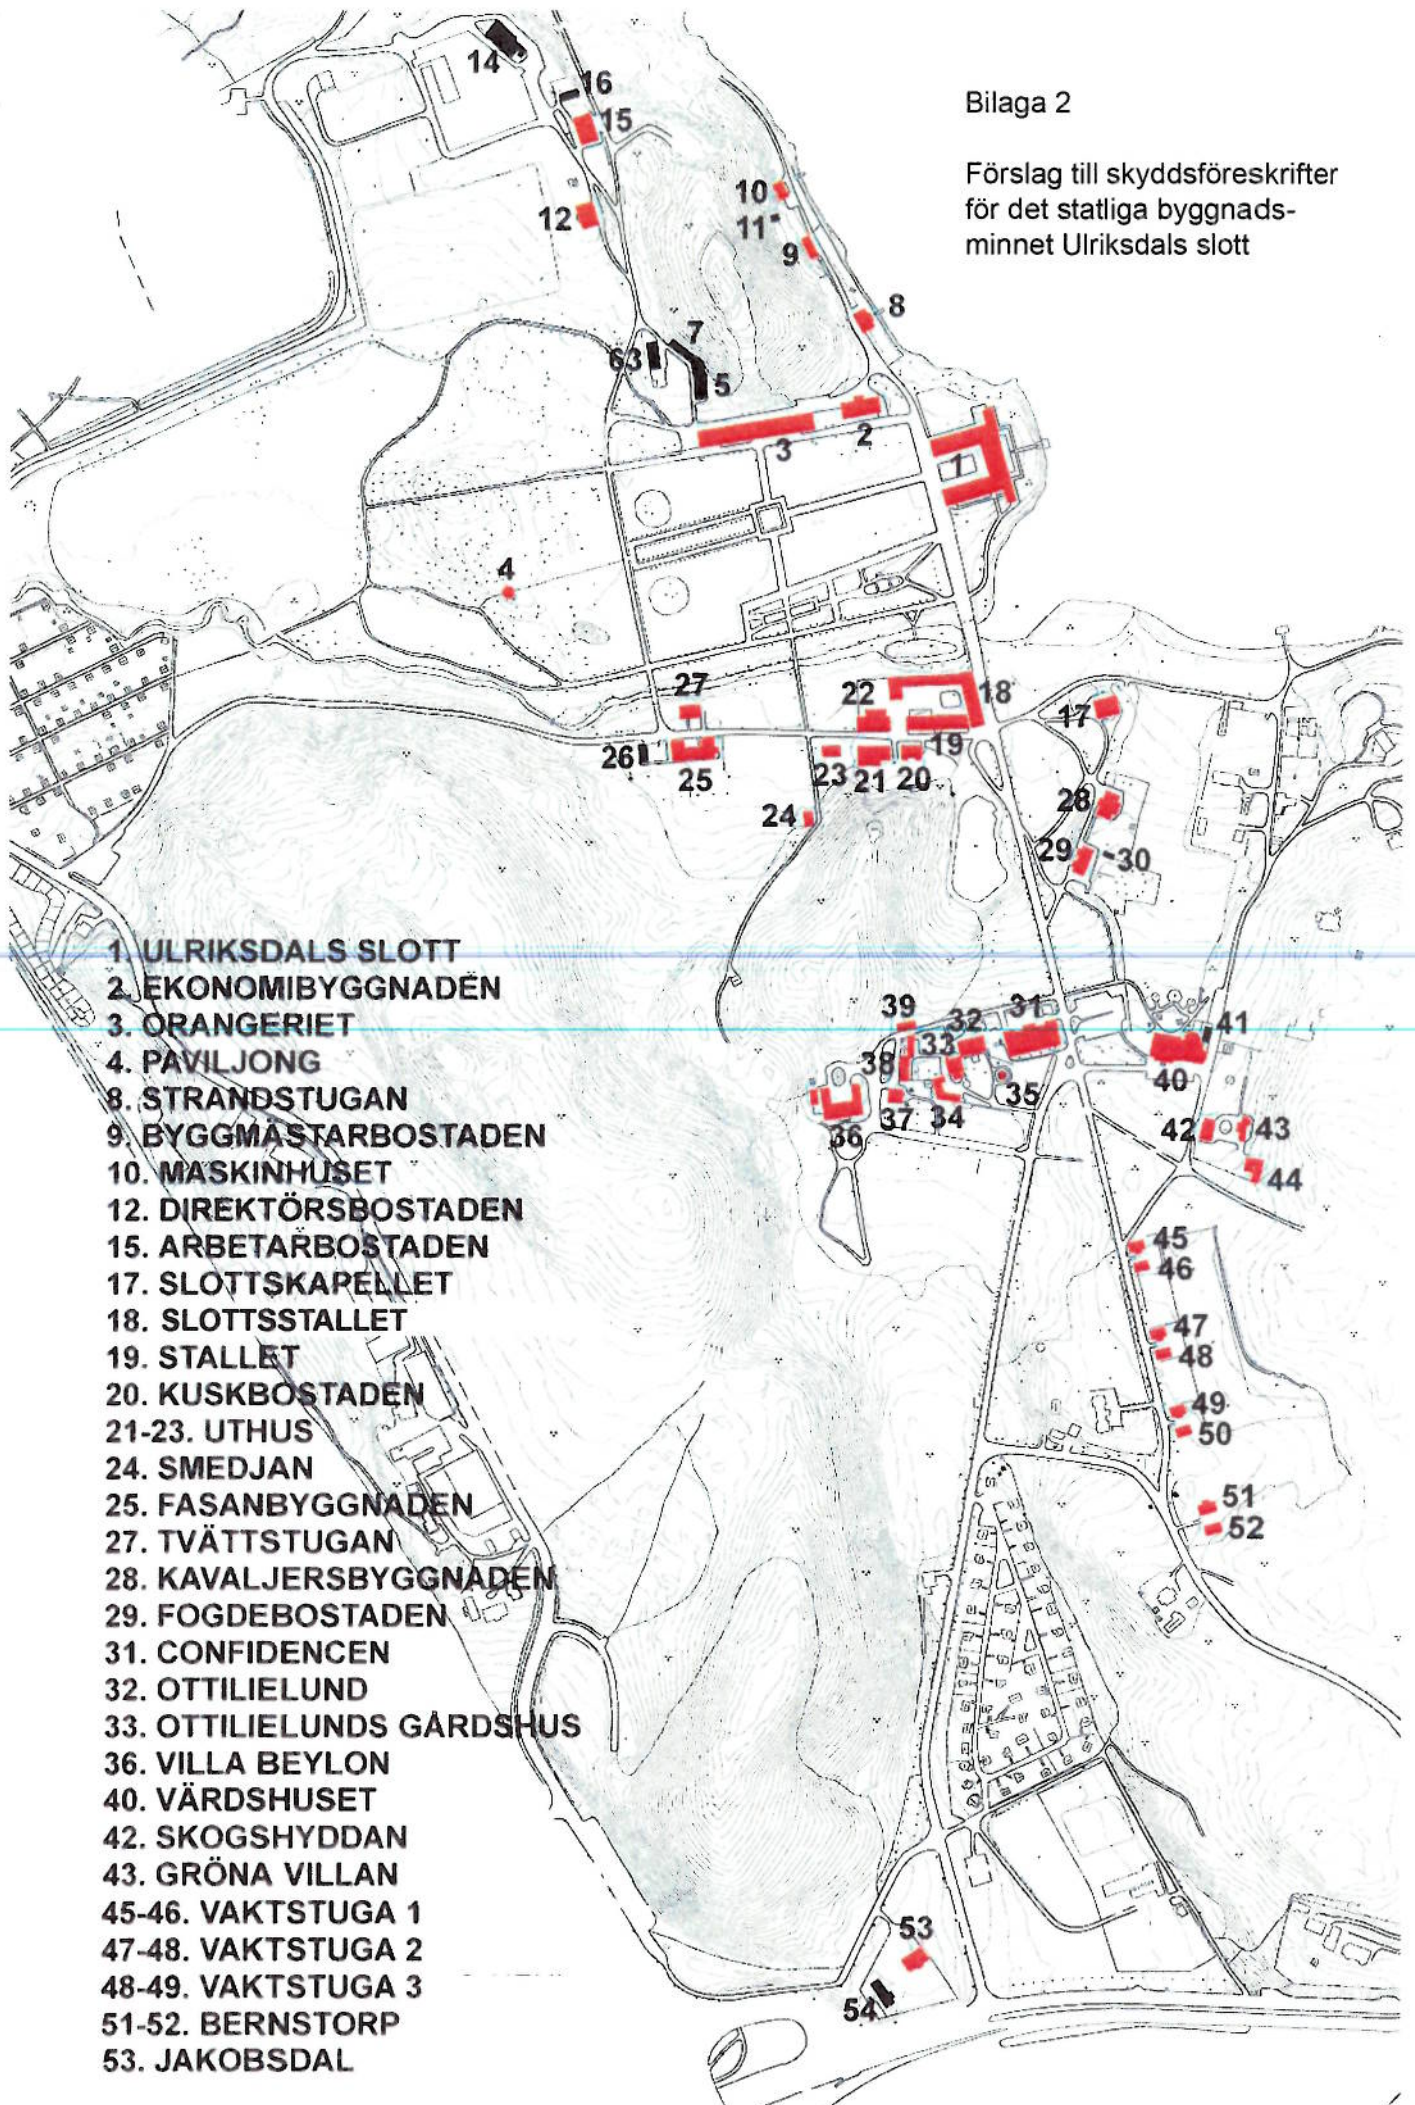 Bilaga 2
Förslag till skyddsföreskrifter
för det statliga byggnads-
minnet Ulriksdals slott
14
16
15
10
12
11
9
8
7
63
5
2
3
1
4
27
22
18
17
26
25
23
21
20
19
24
28
29
30
39
32
31
41
38
33
35
40
36
37
34
42
43
44
45
46
47
48
49
50
51
52
53
54
1. ULRIKSDALS SLOTT
2. EKONOMIBYGGNADEN
3. ORANGERIET
4. PAVILJONG
8. STRANDSTUGAN
9. BYGGMÄSTARBOSTADEN
10. MASKINHUSET
12. DIREKTÖRSBOSTADEN
15. ARBETARBOSTADEN
17. SLOTTSKAPELLET
18. SLOTTSSTALLET
19. STALLET
20. KUSKBOSTADEN
21-23. UTHUS
24. SMEDJAN
25. FASANBYGGNADEN
27. TVÄTTSTUGAN
28. KAVALJERSBYGGNADEN
29. FOGDEBOSTADEN
31. CONFIDENCEN
32. OTTILIELUND
33. OTTILIELUNDS GÅRDSHUS
36. VILLA BEYLON
40. VÄRDSHUSET
42. SKOGSHYDDAN
43. GRÖNA VILLAN
45-46. VAKTSTUGA 1
47-48. VAKTSTUGA 2
48-49. VAKTSTUGA 3
51-52. BERNSTORP
53. JAKOBSDAL